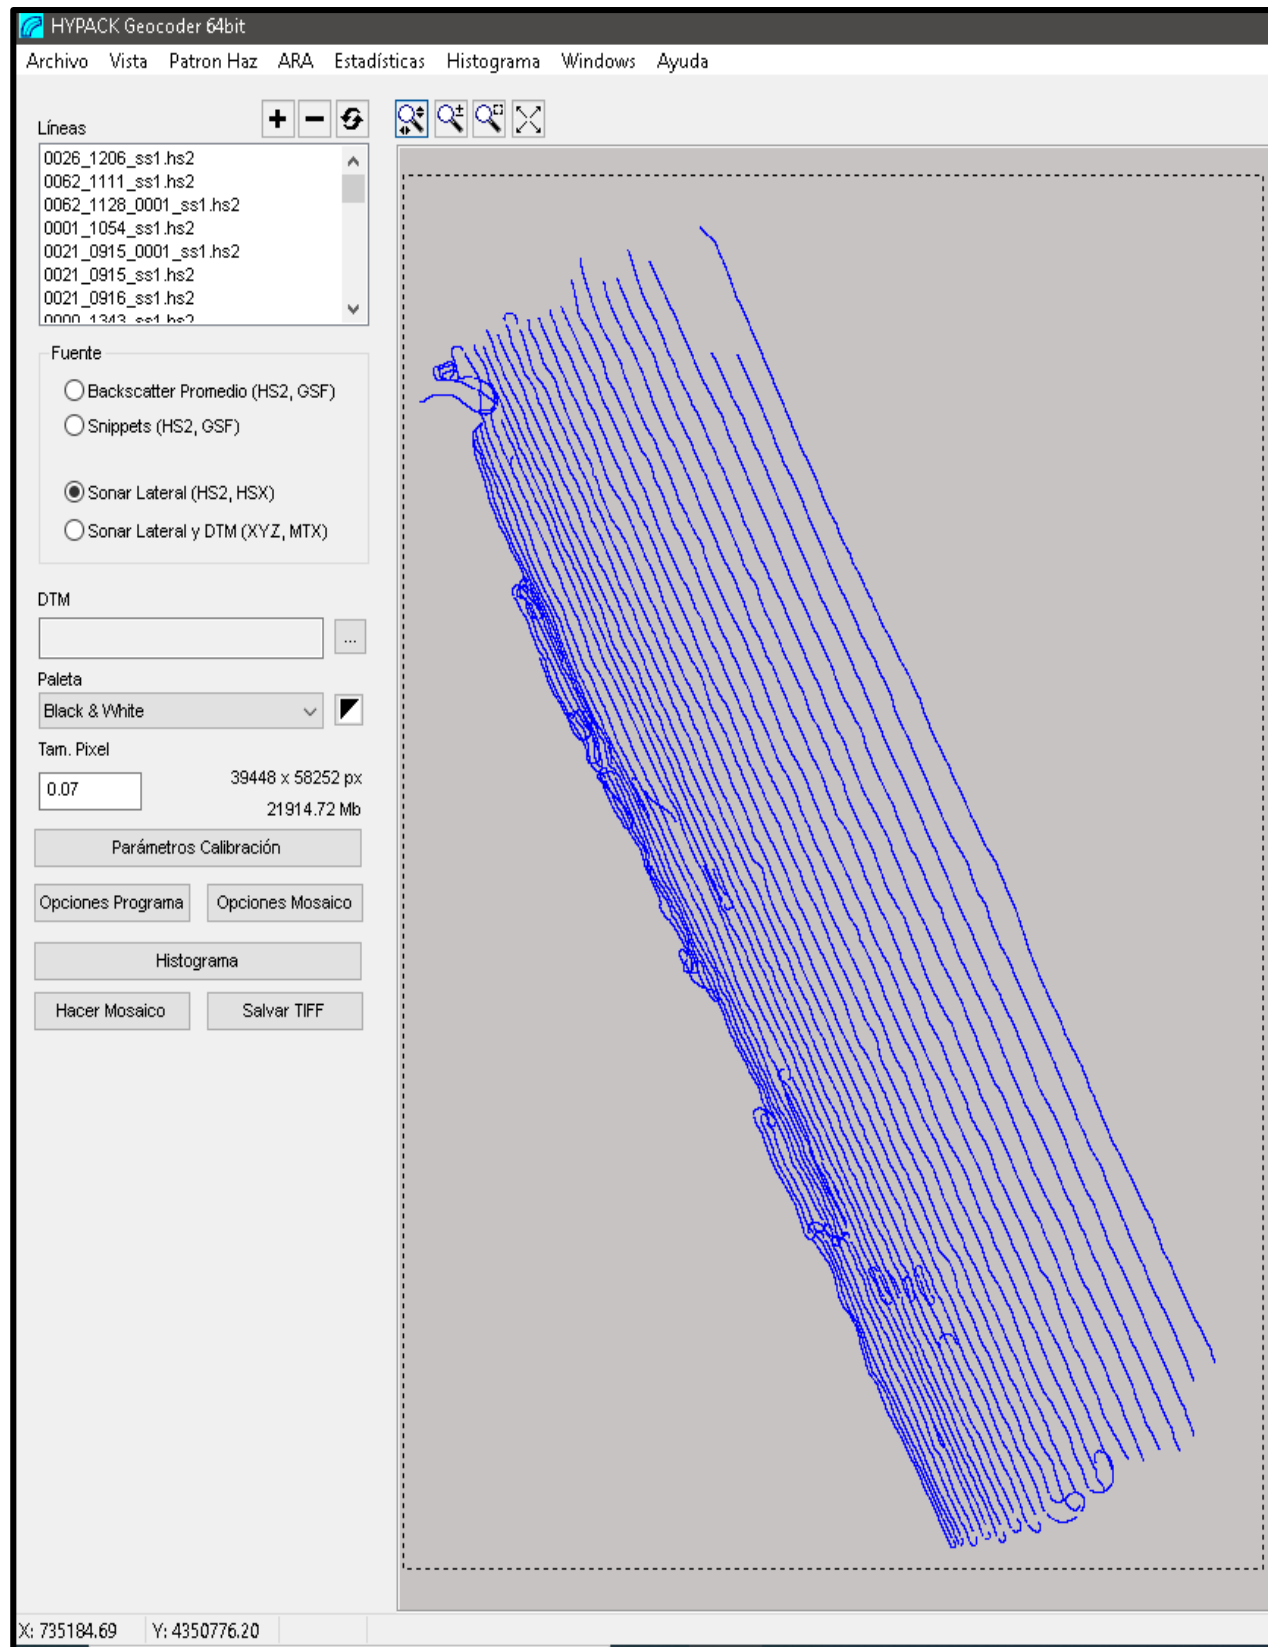 HYPACK Geocoder 64bit
Archivo Vista Patron Haz ARA Estadísticas Histograma Windows Ayuda
Líneas
0026_1206_ss1.hs2
0062_1111_ss1.hs2
0062_1128_0001_ss1.hs2
0001_1054_ss1.hs2
0021_0915_0001_ss1.hs2
0021_0915_ss1.hs2
0021_0916_ss1.hs2
0000_1343_ss1.hs2
Fuente
Backscatter Promedio (HS2, GSF)
Snippets (HS2, GSF)
Sonar Lateral (HS2, HSX)
Sonar Lateral y DTM (XYZ, MTX)
DTM
...
Paleta
Black & White
Tam. Pixel
0.07
39448 x 58252 px
21914.72 Mb
Parámetros Calibración
Opciones Programa Opciones Mosaico
Histograma
Hacer Mosaico Salvar TIFF
X: 735184.69 Y: 4350776.20